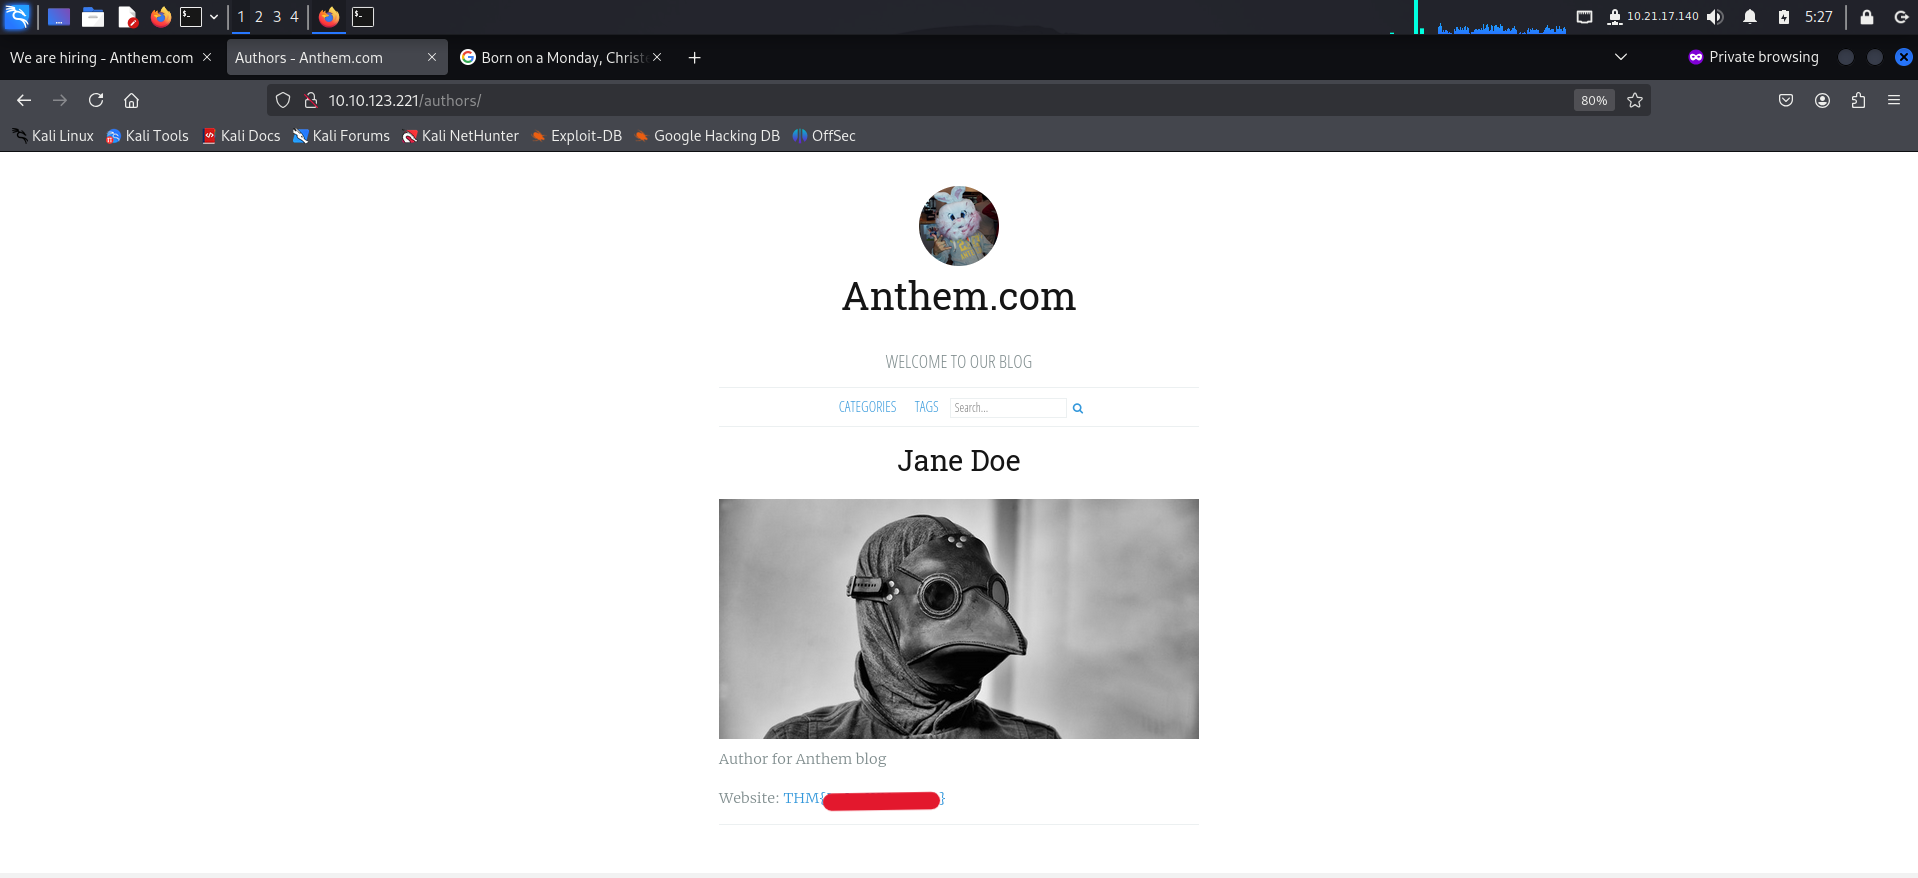 1 2 3 4 10.21.17.140 5:27
We are hiring - Anthem.com Authors - Anthem.com Born on a Monday, Christ Private browsing
10.10.123.221/authors/ 80%
Kali Linux Kali Tools Kali Docs Kali Forums Kali NetHunter Exploit-DB Google Hacking DB OffSec
Anthem.com
WELCOME TO OUR BLOG
CATEGORIES TAGS Search...
Jane Doe
Author for Anthem blog
Website: THM{ }